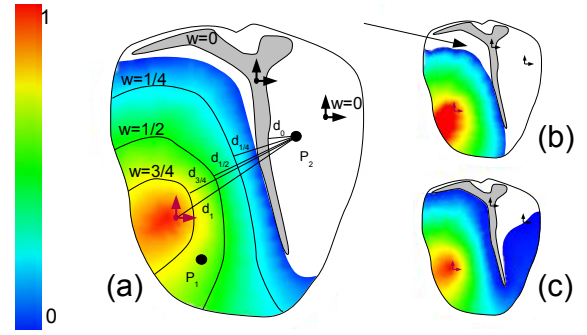 1
0
w=0
w=1/4
w=1/2
w=3/4
w=0
d₀
d₁/₄
d₁/₂
d₃/₄
d₁
P₂
P₁
(a)
(b)
(c)